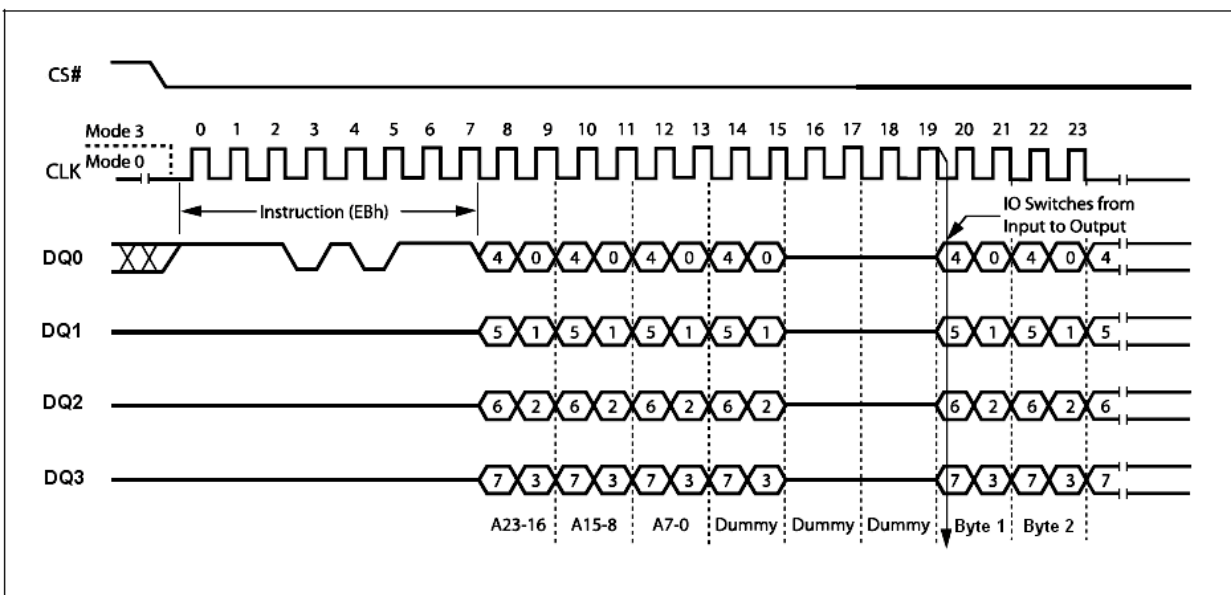 CS#
Mode 3
0 1 2 3 4 5 6 7 8 9 10 11 12 13 14 15 16 17 18 19 20 21 22 23
CLK
Mode 0
Instruction (EBh)
IO Switches from
Input to Output
DQ0
4 0 4 0 4 0 4 0 4 0 4 0 4
DQ1
5 1 5 1 5 1 5 1 5 1 5 1 5
DQ2
6 2 6 2 6 2 6 2 6 2 6 2 6
DQ3
7 3 7 3 7 3 7 3 7 3 7 3 7
A23-16 A15-8 A7-0 Dummy Dummy Dummy Byte 1 Byte 2